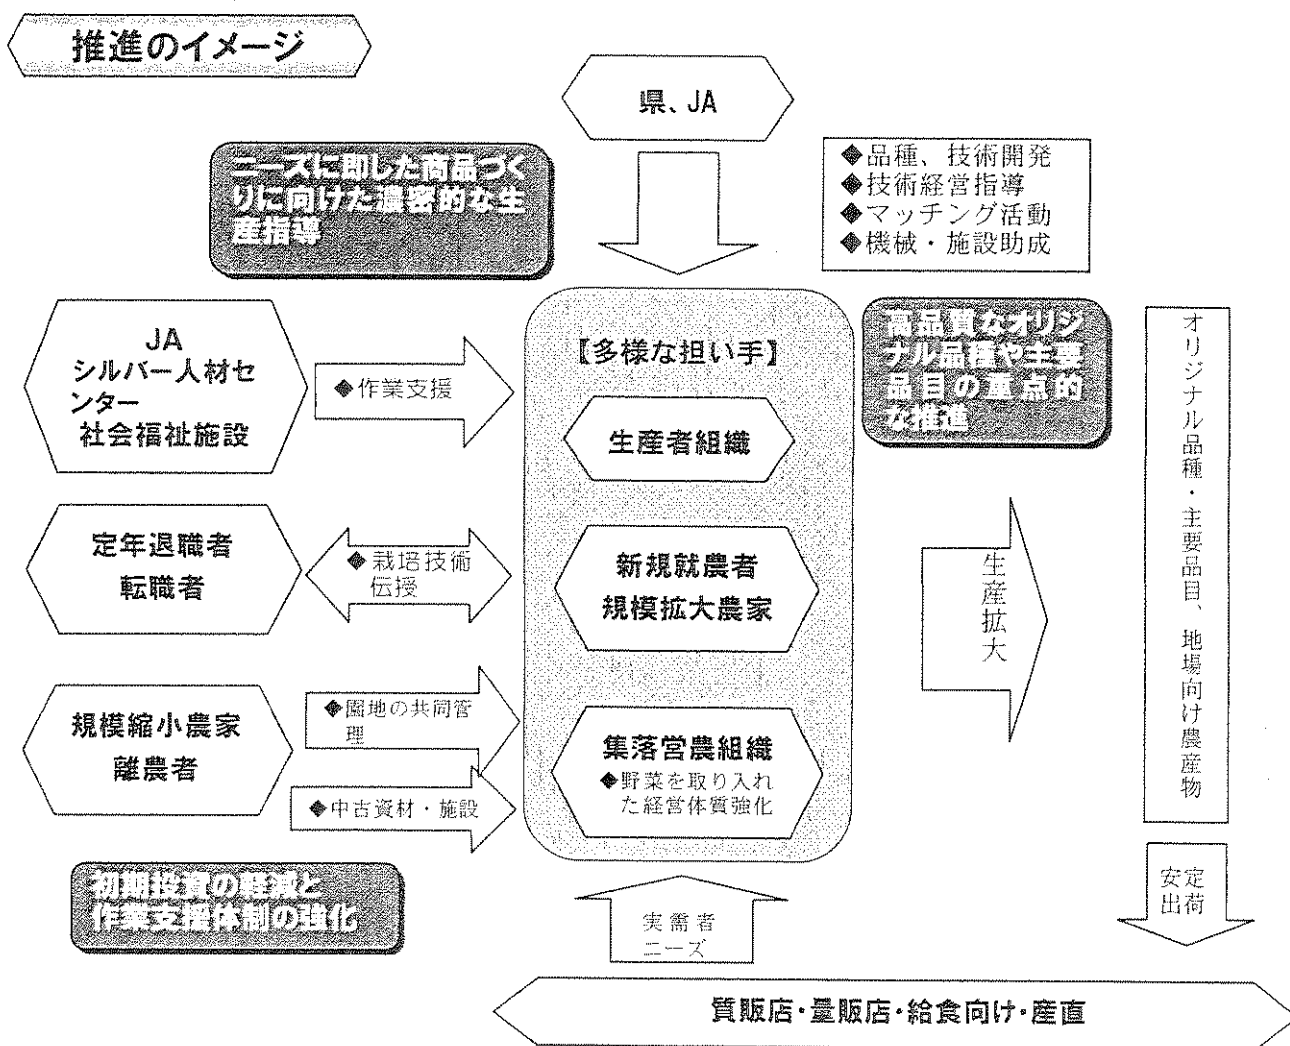 推進のイメージ
県、JA
ニーズに即した商品づく
りに向けた濃密的な生
産指導
◆品種、技術開発
◆技術経営指導
◆マッチング活動
◆機械・施設助成
JA
シルバー人材セ
ンター
社会福祉施設
◆作業支援
【多様な担い手】
生産者組織
高品質なオリジ
ナル品種や主要
品目の重点的
な推進
定年退職者
転職者
◆栽培技術
伝授
新規就農者
規模拡大農家
生産拡大
オリジナル品種・主要品目、地場向け農産物
規模縮小農家
離農者
◆園地の共同管
理
◆中古資材・施設
集落営農組織
◆野菜を取り入れ
た経営体質強化
初期投資の軽減と
作業支援体制の強化
実需者
ニーズ
安定
出荷
質販店・量販店・給食向け・産直